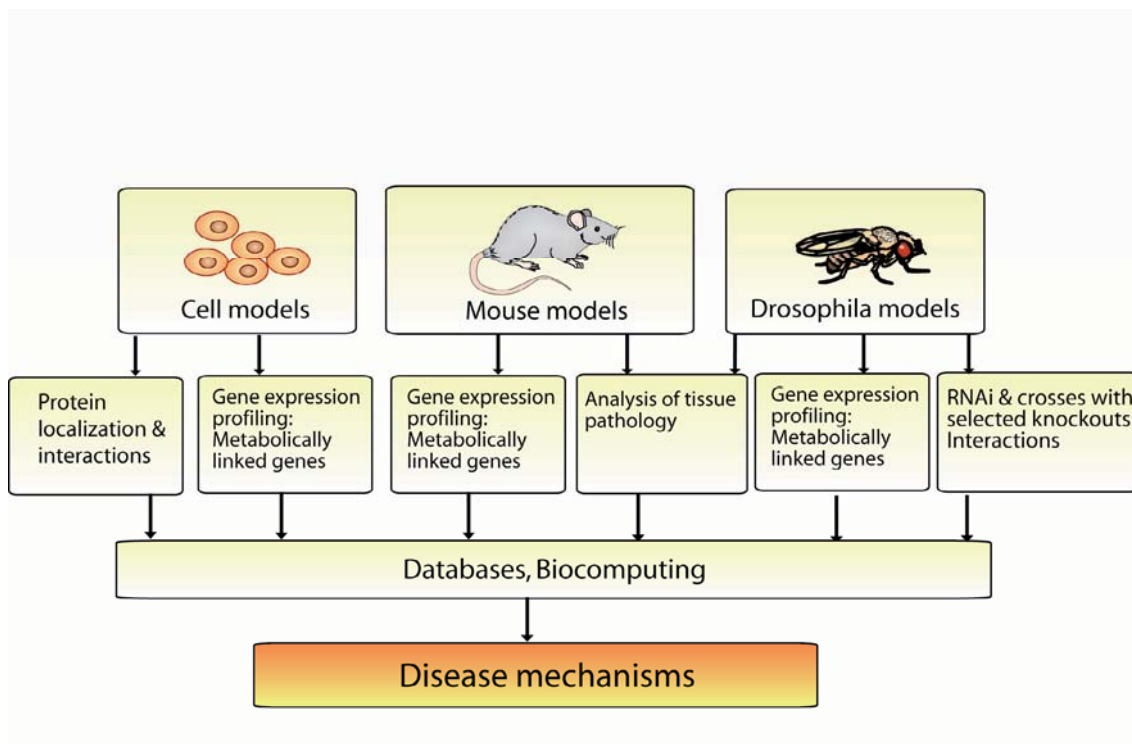 Cell models
Mouse models
Drosophila models
Protein
localization &
interactions
Gene expression
profiling:
Metabolically
linked genes
Gene expression
profiling:
Metabolically
linked genes
Analysis of tissue
pathology
Gene expression
profiling:
Metabolically
linked genes
RNAi & crosses with
selected knockouts
Interactions
Databases, Biocomputing
Disease mechanisms